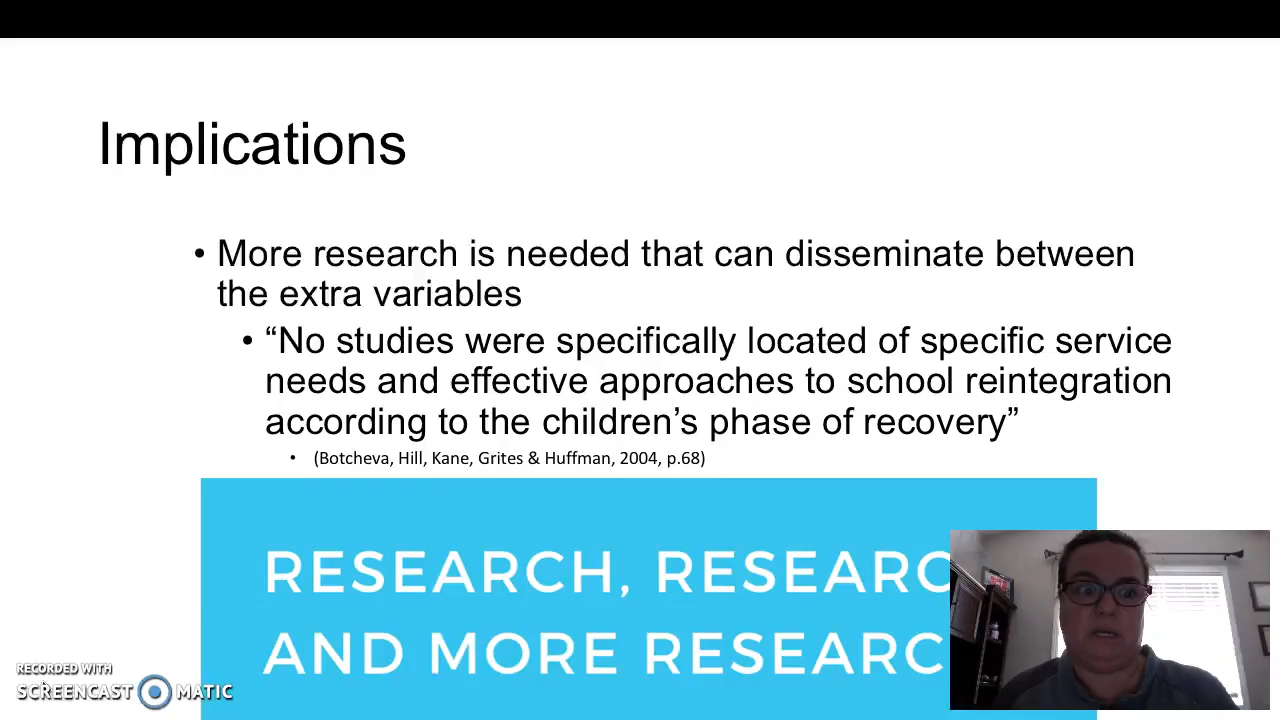 Implications
• More research is needed that can disseminate between
the extra variables
• “No studies were specifically located of specific service
needs and effective approaches to school reintegration
according to the children’s phase of recovery”
• (Botcheva, Hill, Kane, Grites & Huffman, 2004, p.68)
RESEARCH, RESEARC
AND MORE RESEARC
RECORDED WITH
SCREENCAST MATIC